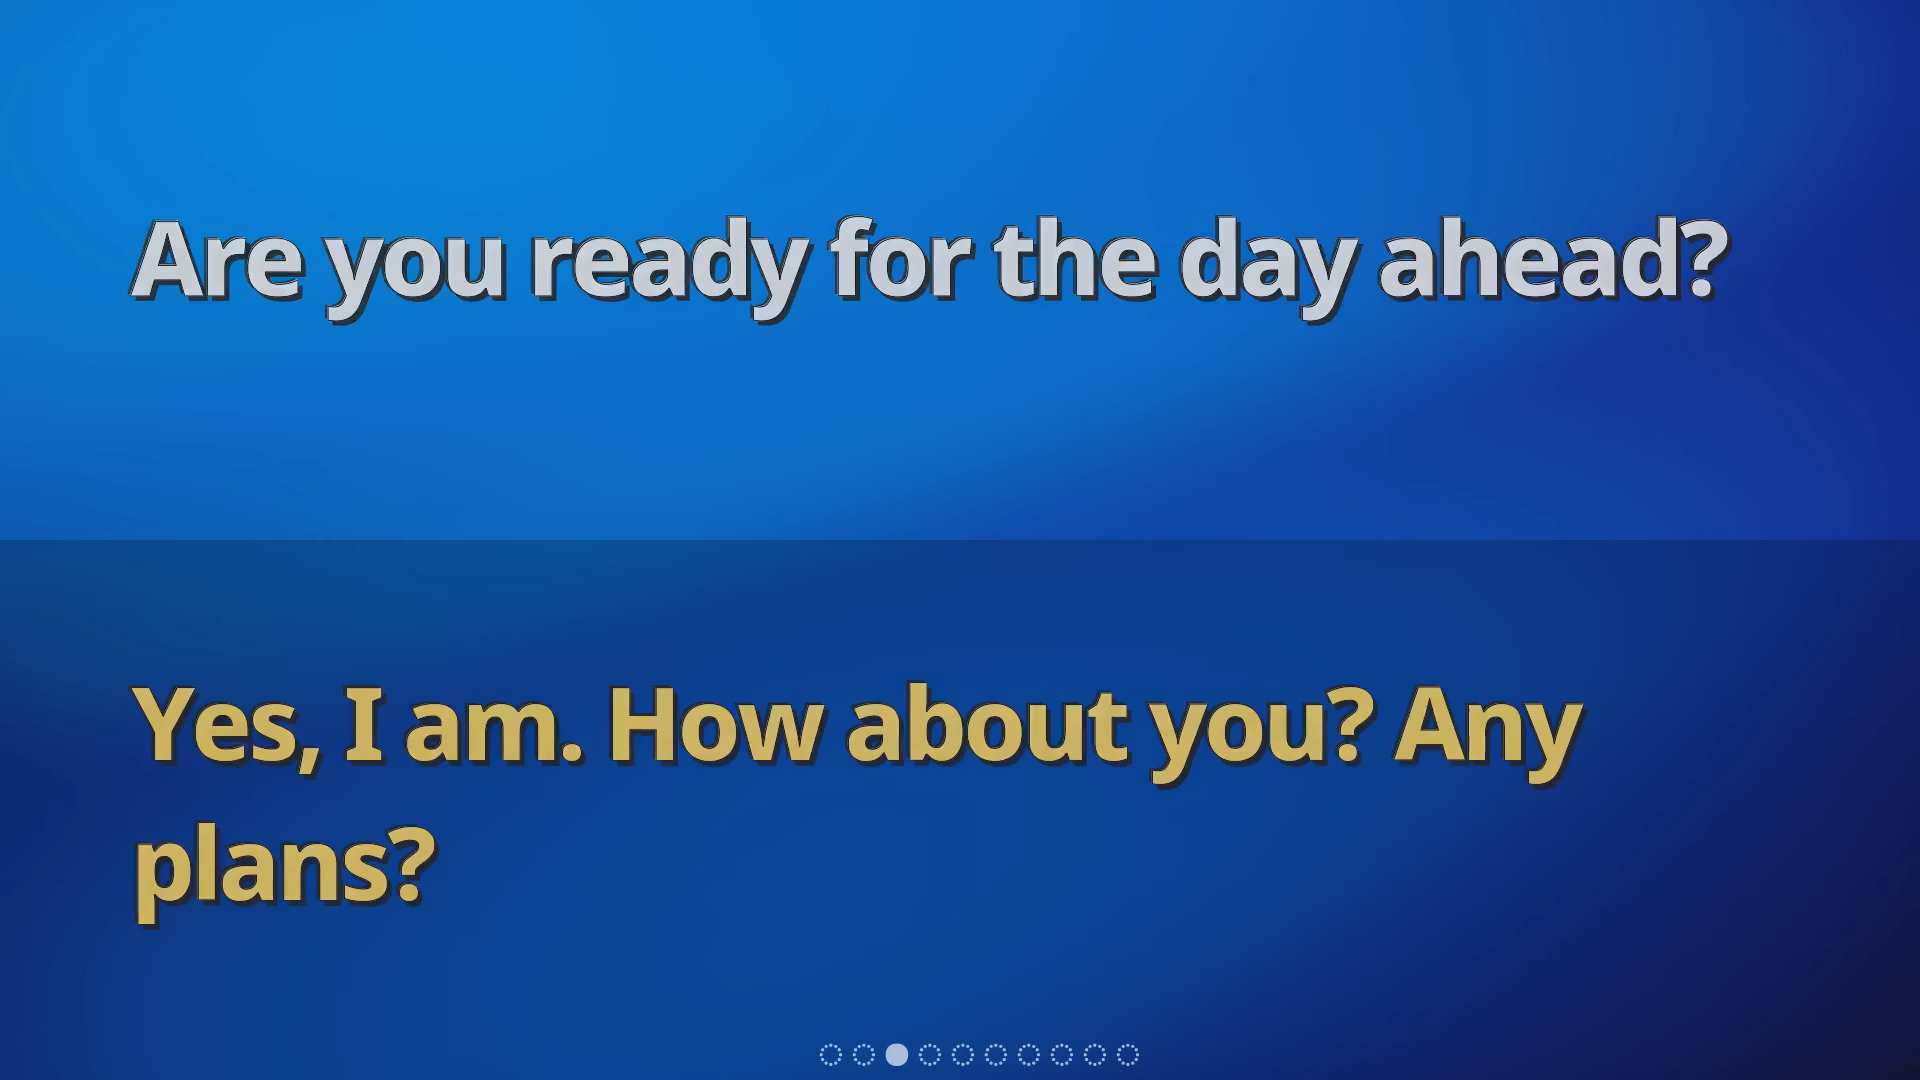 Are you ready for the day ahead?
Yes, I am. How about you? Any
plans?